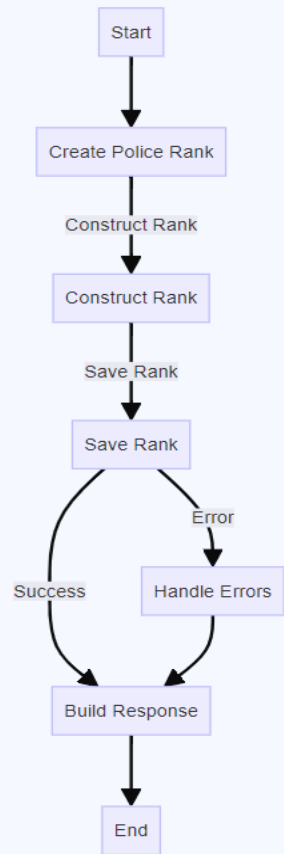 Start
Create Police Rank
Construct Rank
Construct Rank
Save Rank
Save Rank
Error
Success
Handle Errors
Build Response
End